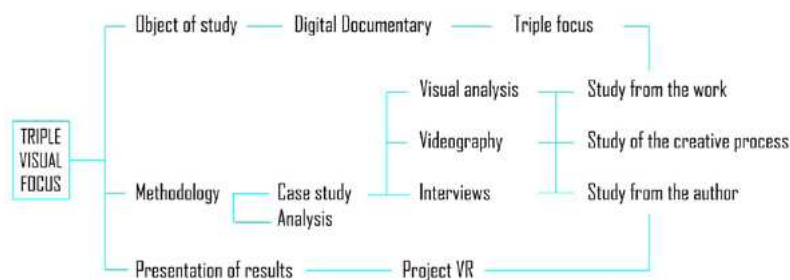 Object of study Digital Documentary Triple focus
Visual analysis Study from the work
TRIPLE
VISUAL
FOCUS
Videography Study of the creative process
Methodology Case study Interviews Study from the author
Analysis
Presentation of results Project VR